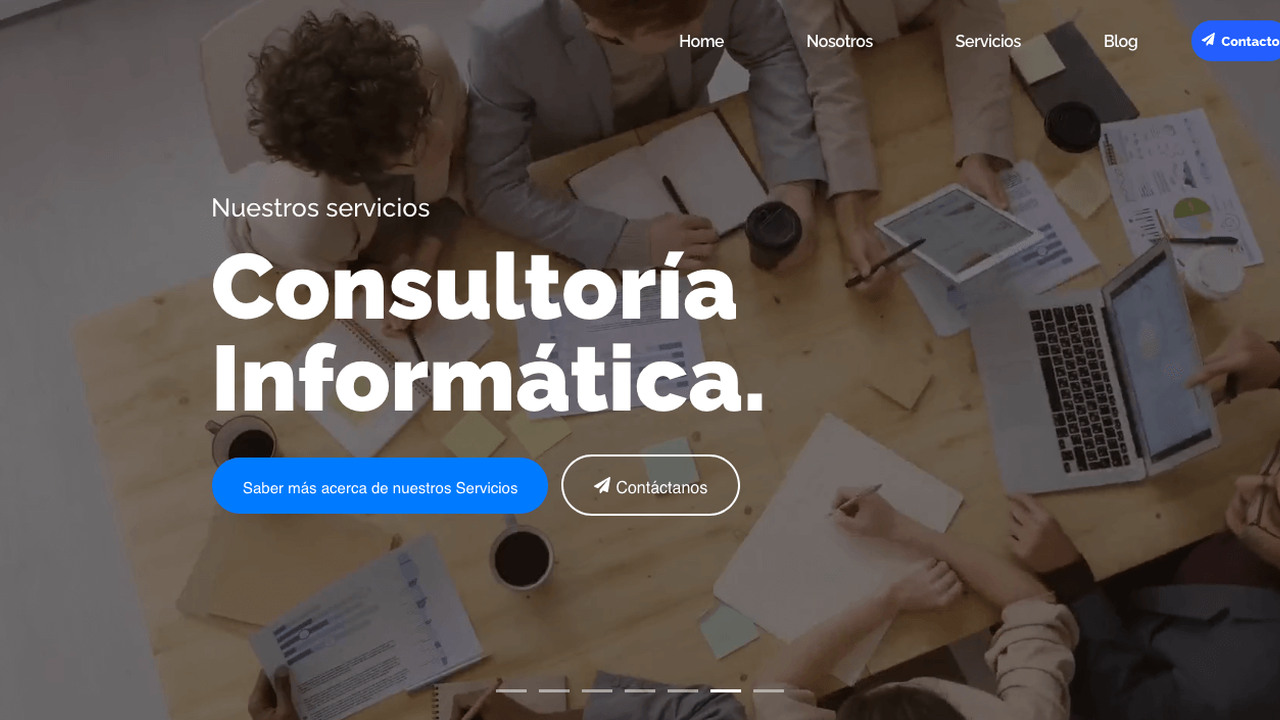 Home Nosotros Servicios Blog Contacto
Nuestros servicios
Consultoría
Informática.
Saber más acerca de nuestros Servicios Contáctanos